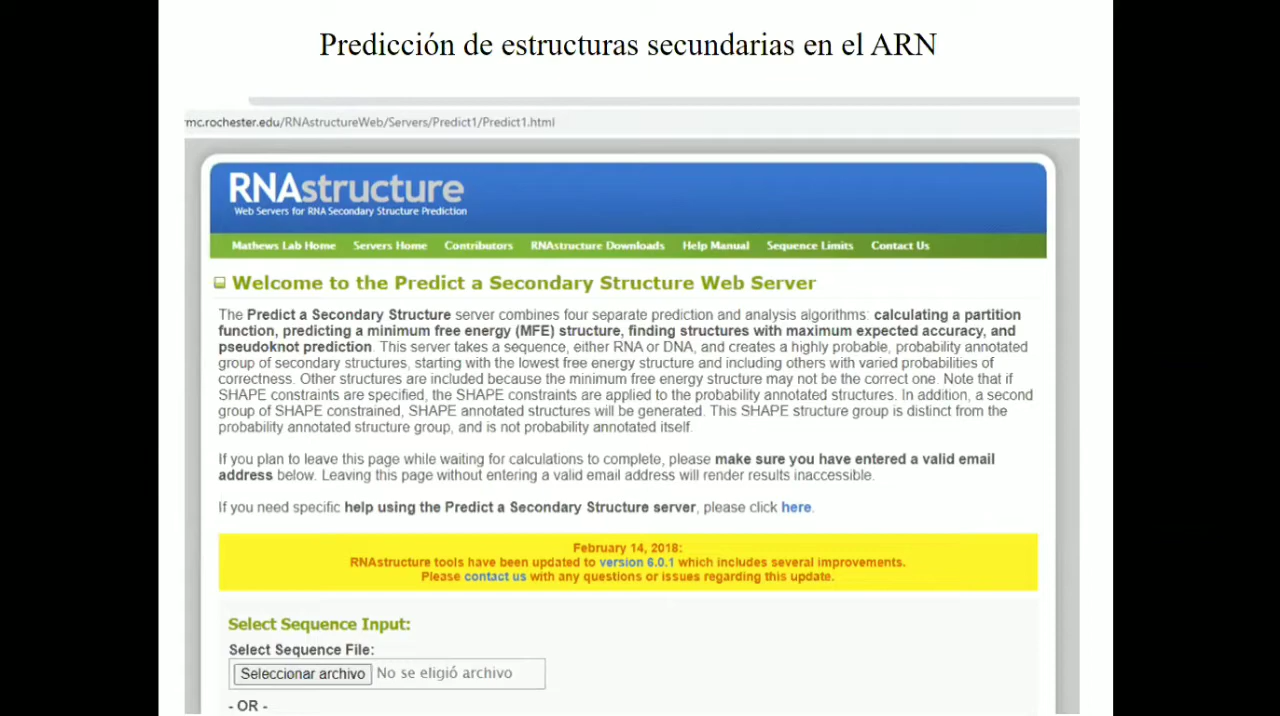 Predicción de estructuras secundarias en el ARN
mc.rochester.edu/RNAstructureWeb/Servers/Predict1/Predict1.html
RNAstructure
Web Servers for RNA Secondary Structure Prediction
Mathews Lab Home Servers Home Contributors RNAstructure Downloads Help Manual Sequence Limits Contact Us
Welcome to the Predict a Secondary Structure Web Server
The Predict a Secondary Structure server combines four separate prediction and analysis algorithms: calculating a partition
function, predicting a minimum free energy (MFE) structure, finding structures with maximum expected accuracy, and
pseudoknot prediction. This server takes a sequence, either RNA or DNA, and creates a highly probable, probability annotated
group of secondary structures, starting with the lowest free energy structure and including others with varied probabilities of
correctness. Other structures are included because the minimum free energy structure may not be the correct one. Note that if
SHAPE constraints are specified, the SHAPE constraints are applied to the probability annotated structures. In addition, a second
group of SHAPE constrained, SHAPE annotated structures will be generated. This SHAPE structure group is distinct from the
probability annotated structure group, and is not probability annotated itself.
If you plan to leave this page while waiting for calculations to complete, please make sure you have entered a valid email
address below. Leaving this page without entering a valid email address will render results inaccessible.
If you need specific help using the Predict a Secondary Structure server, please click here.
February 14, 2018:
RNAstructure tools have been updated to version 6.0.1 which includes several improvements.
Please contact us with any questions or issues regarding this update.
Select Sequence Input:
Select Sequence File:
Seleccionar archivo No se eligió archivo
- OR -